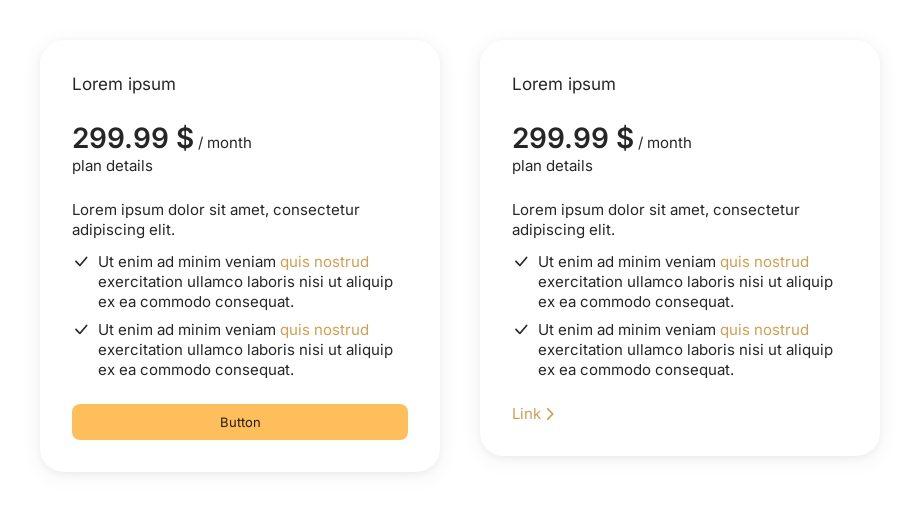 Lorem ipsum
299.99 $ / month
plan details
Lorem ipsum dolor sit amet, consectetur
adipiscing elit.
Ut enim ad minim veniam quis nostrud
exercitation ullamco laboris nisi ut aliquip
ex ea commodo consequat.
Ut enim ad minim veniam quis nostrud
exercitation ullamco laboris nisi ut aliquip
ex ea commodo consequat.
Button
Lorem ipsum
299.99 $ / month
plan details
Lorem ipsum dolor sit amet, consectetur
adipiscing elit.
Ut enim ad minim veniam quis nostrud
exercitation ullamco laboris nisi ut aliquip
ex ea commodo consequat.
Ut enim ad minim veniam quis nostrud
exercitation ullamco laboris nisi ut aliquip
ex ea commodo consequat.
Link